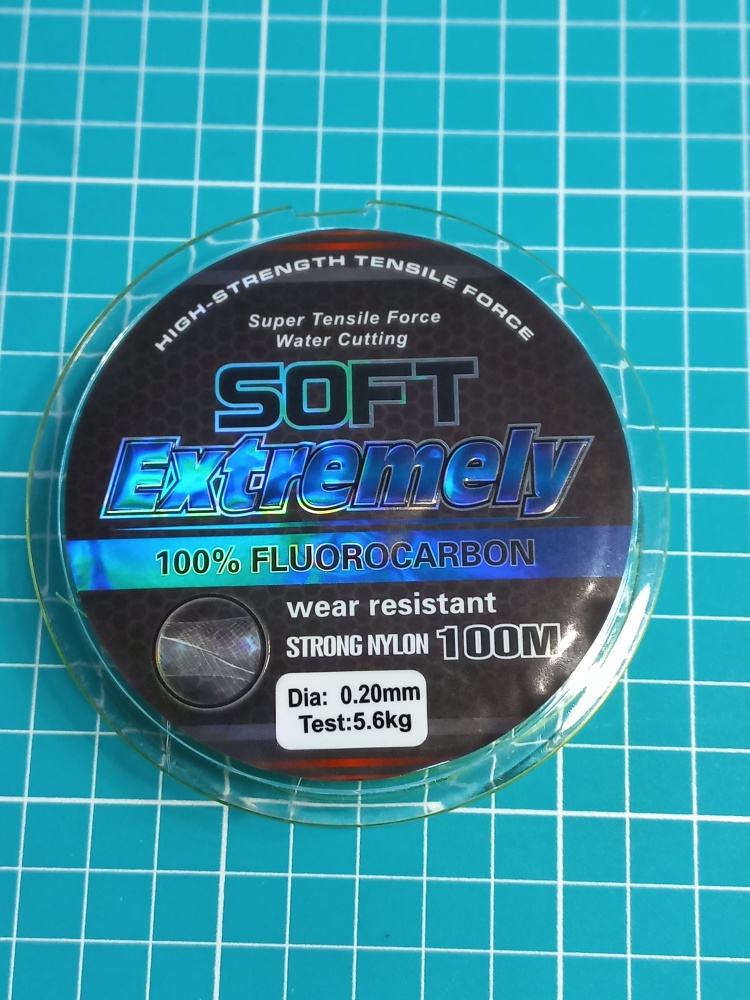 HIGH-STRENGTH TENSILE FORCE
Super Tensile Force
Water Cutting
SOFT
Extremely
100% FLUOROCARBON
wear resistant
STRONG NYLON 100M
Dia: 0.20mm
Test:5.6kg